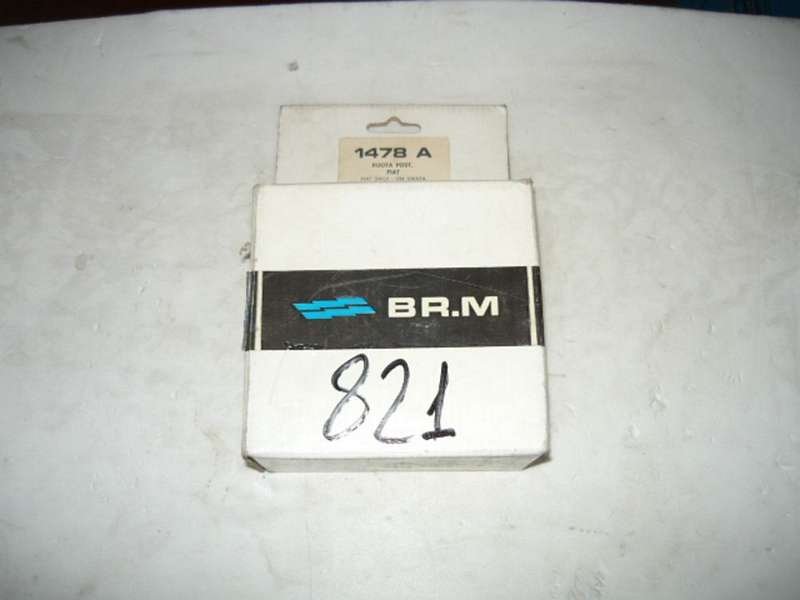 1478 A
RUOTA POST.
FIAT
BR.M
821